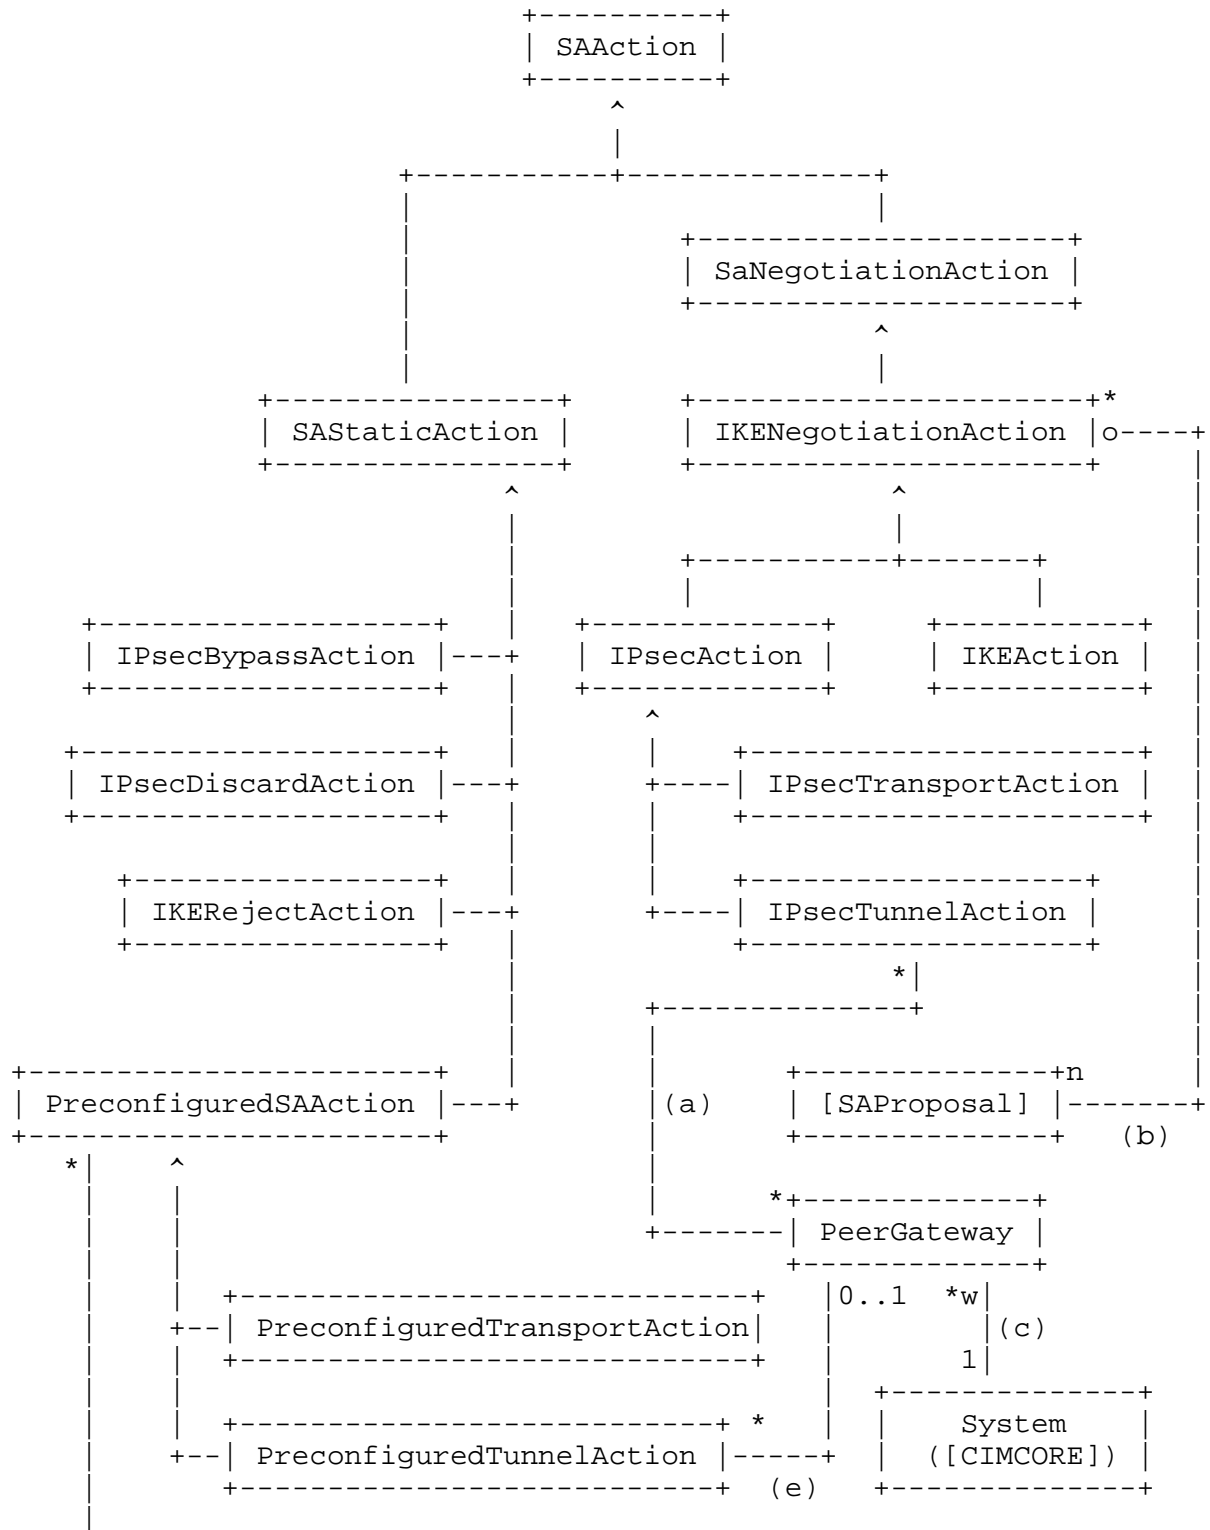 SAAction
SaNegotiationAction
*
SAStaticAction
IKENegotiationAction
o
IPsecBypassAction
IPsecAction
IKEAction
IPsecDiscardAction
IPsecTransportAction
IKERejectAction
IPsecTunnelAction
*
n
PreconfiguredSAAction
(a)
[SAProposal]
(b)
*
*
PeerGateway
0..1
*w
PreconfiguredTransportAction
(c)
1
*
System
PreconfiguredTunnelAction
([CIMCORE])
(e)